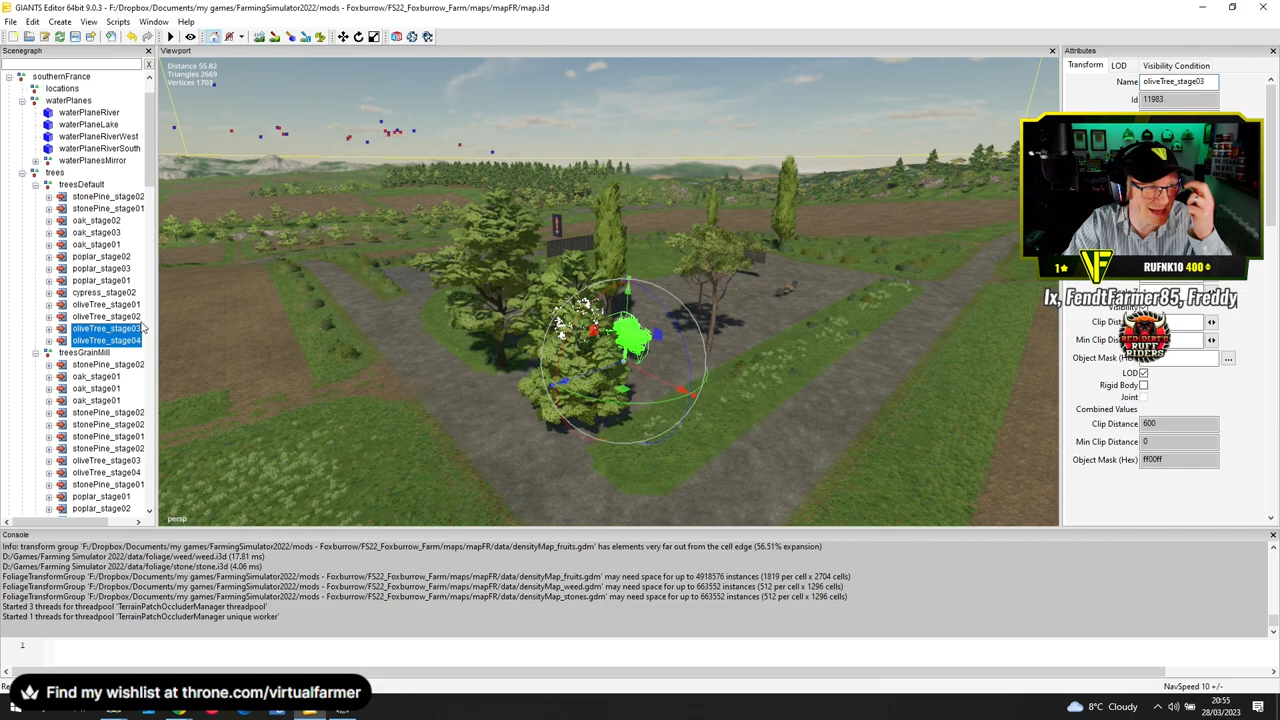 GIANTS Editor 64bit 9.0.3 - F:/Dropbox/Documents/my games/FarmingSimulator2022/mods - Foxburrow/FS22_Foxburrow_Farm/maps/mapFR/map.i3d
File Edit Create View Scripts Window Help
Scenegraph
Viewport
Attributes
southernFrance
locations
waterPlanes
waterPlaneRiver
waterPlaneLake
waterPlaneRiverWest
waterPlaneRiverSouth
waterPlanesMirror
trees
treesDefault
stonePine_stage02
stonePine_stage01
oak_stage02
oak_stage03
oak_stage01
poplar_stage02
poplar_stage03
poplar_stage01
cypress_stage02
oliveTree_stage01
oliveTree_stage02
oliveTree_stage03
oliveTree_stage04
treesGrainMill
stonePine_stage02
oak_stage01
oak_stage01
oak_stage01
stonePine_stage02
stonePine_stage02
stonePine_stage01
stonePine_stage02
oliveTree_stage03
oliveTree_stage04
stonePine_stage01
poplar_stage01
poplar_stage02
Distance 55.82
Triangles 2669
Vertices 1703
persp
Transform LOD Visibility Condition
Name oliveTree_stage03
Id 11983
VF
1 RUFNK10 400
Ix, FendtFarmer85, Freddy
RED DIRTS
RUFF
RIDERS
Clip Dis
Min Clip Dis
Object Mask (He
LOD
Rigid Body
Joint
Combined Values
Clip Distance 600
Min Clip Distance 0
Object Mask (Hex) ff00ff
Console
Info: transform group 'F:/Dropbox/Documents/my games/FarmingSimulator2022/mods - Foxburrow/FS22_Foxburrow_Farm/maps/mapFR/data/densityMap_fruits.gdm' has elements very far out from the cell edge (56.51% expansion)
D:/Games/Farming Simulator 2022/data/foliage/weed/weed.i3d (17.81 ms)
D:/Games/Farming Simulator 2022/data/foliage/stone/stone.i3d (4.06 ms)
FoliageTransformGroup 'F:/Dropbox/Documents/my games/FarmingSimulator2022/mods - Foxburrow/FS22_Foxburrow_Farm/maps/mapFR/data/densityMap_fruits.gdm' may need space for up to 4918576 instances (1819 per cell x 2704 cells)
FoliageTransformGroup 'F:/Dropbox/Documents/my games/FarmingSimulator2022/mods - Foxburrow/FS22_Foxburrow_Farm/maps/mapFR/data/densityMap_weed.gdm' may need space for up to 663552 instances (512 per cell x 1296 cells)
FoliageTransformGroup 'F:/Dropbox/Documents/my games/FarmingSimulator2022/mods - Foxburrow/FS22_Foxburrow_Farm/maps/mapFR/data/densityMap_stones.gdm' may need space for up to 663552 instances (512 per cell x 1296 cells)
Started 3 threads for threadpool 'TerrainPatchOccluderManager threadpool'
Started 1 threads for threadpool 'TerrainPatchOccluderManager unique worker'
1
Find my wishlist at throne.com/virtualfarmer
NavSpeed 10 +/-
8°C Cloudy
20:55
28/03/2023